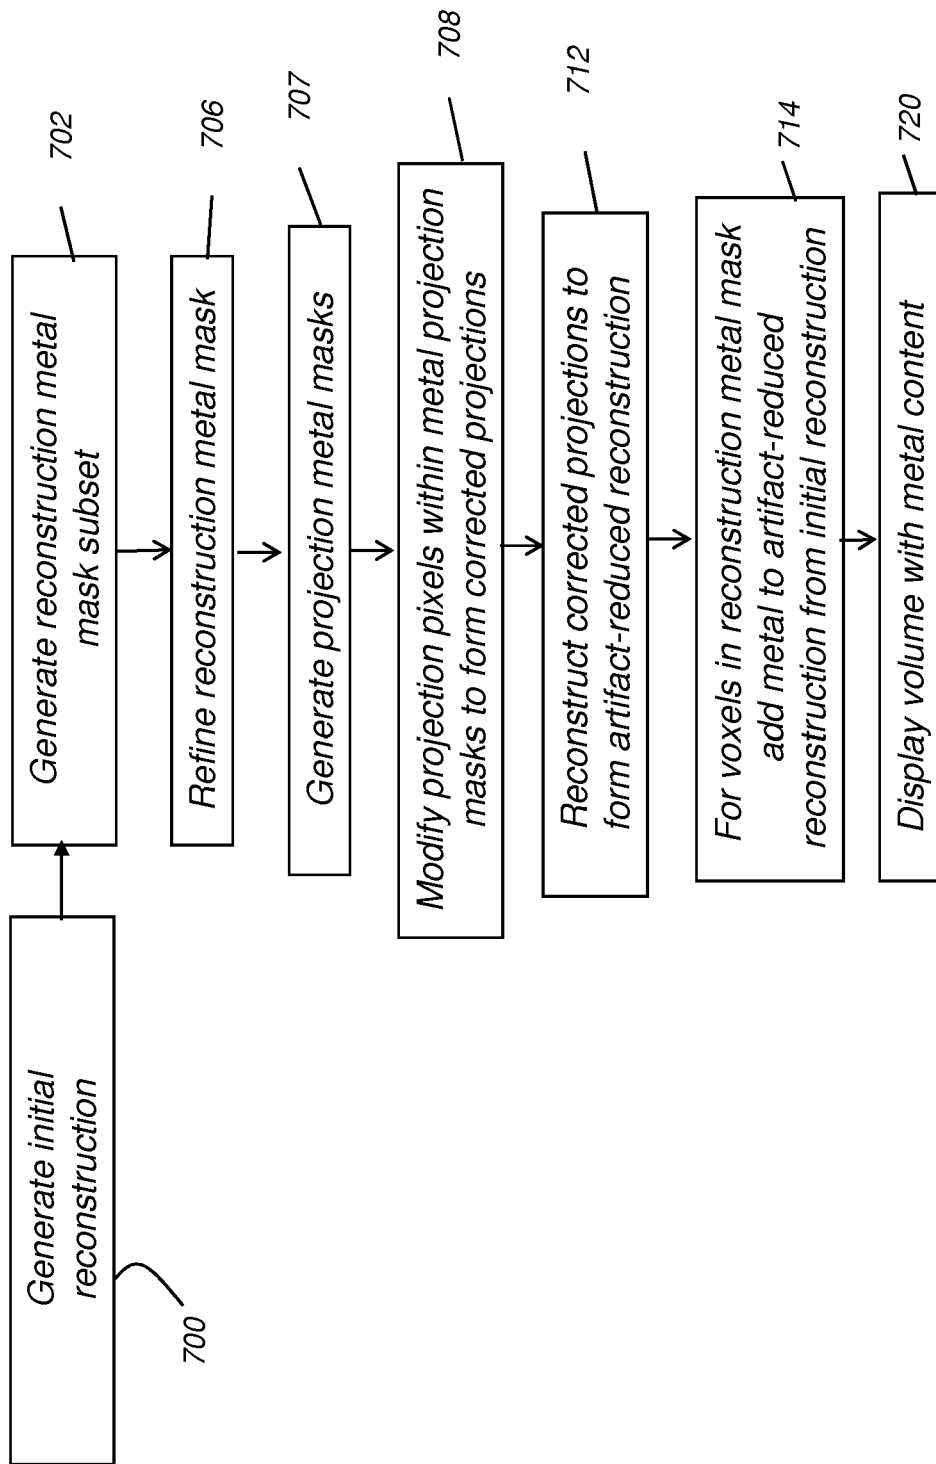 Generate initial
reconstruction
700
Generate reconstruction metal
mask subset
702
Refine reconstruction metal mask
706
Generate projection metal masks
707
Modify projection pixels within metal projection
masks to form corrected projections
708
Reconstruct corrected projections to
form artifact-reduced reconstruction
712
For voxels in reconstruction metal mask
add metal to artifact-reduced
reconstruction from initial reconstruction
714
Display volume with metal content
720